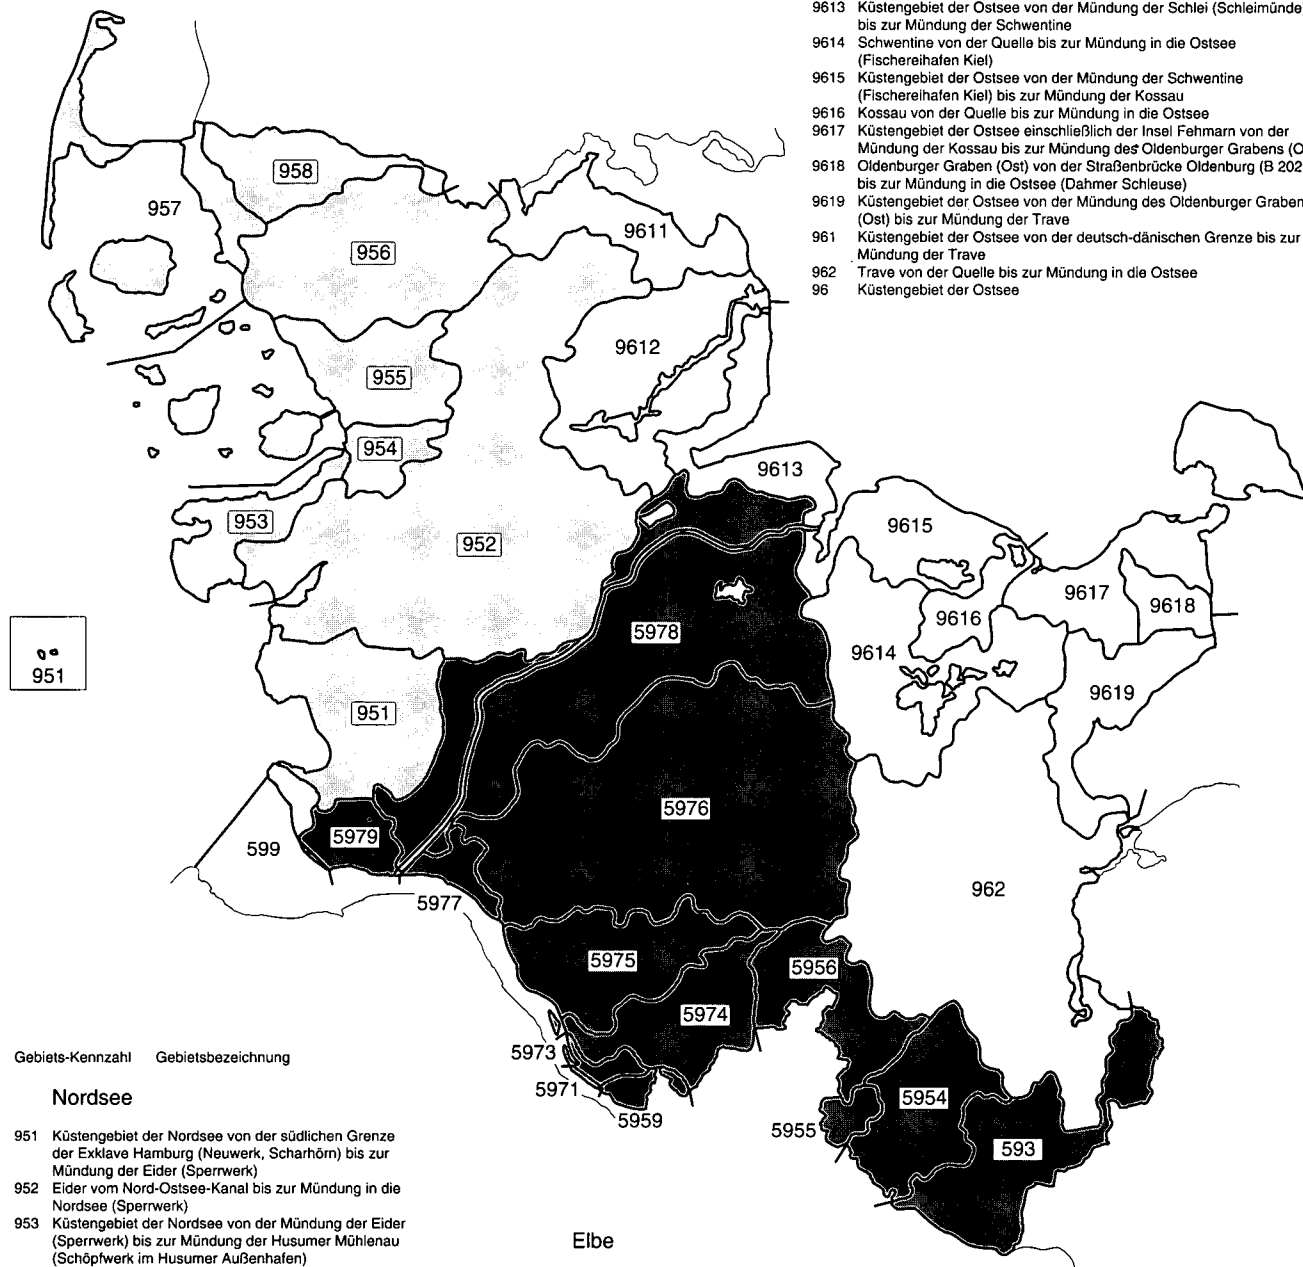 9613 Küstengebiet der Ostsee von der Mündung der Schlei (Schleimünde
bis zur Mündung der Schwentine
9614 Schwentine von der Quelle bis zur Mündung in die Ostsee
(Fischereihafen Kiel)
9615 Küstengebiet der Ostsee von der Mündung der Schwentine
(Fischereihafen Kiel) bis zur Mündung der Kossau
9616 Kossau von der Quelle bis zur Mündung in die Ostsee
9617 Küstengebiet der Ostsee einschließlich der Insel Fehmarn von der
Mündung der Kossau bis zur Mündung des Oldenburger Grabens (O
9618 Oldenburger Graben (Ost) von der Straßenbrücke Oldenburg (B 202
bis zur Mündung in die Ostsee (Dahmer Schleuse)
9619 Küstengebiet der Ostsee von der Mündung des Oldenburger Graben
(Ost) bis zur Mündung der Trave
961 Küstengebiet der Ostsee von der deutsch-dänischen Grenze bis zur
Mündung der Trave
962 Trave von der Quelle bis zur Mündung in die Ostsee
96 Küstengebiet der Ostsee
958
957
9611
956
9612
955
954
9613
953
9615
952
9617
9618
9616
5978
9614
951
9619
951
5976
5979
599
962
5977
5975
5956
5974
5973
5971
5954
5959
5955
593
Gebiets-Kennzahl Gebietsbezeichnung
Nordsee
951 Küstengebiet der Nordsee von der südlichen Grenze
der Exklave Hamburg (Neuwerk, Scharhörn) bis zur
Mündung der Eider (Sperrwerk)
952 Eider vom Nord-Ostsee-Kanal bis zur Mündung in die
Nordsee (Sperrwerk)
953 Küstengebiet der Nordsee von der Mündung der Eider
(Sperrwerk) bis zur Mündung der Husumer Mühlenau
(Schöpfwerk im Husumer Außenhafen)
Elbe